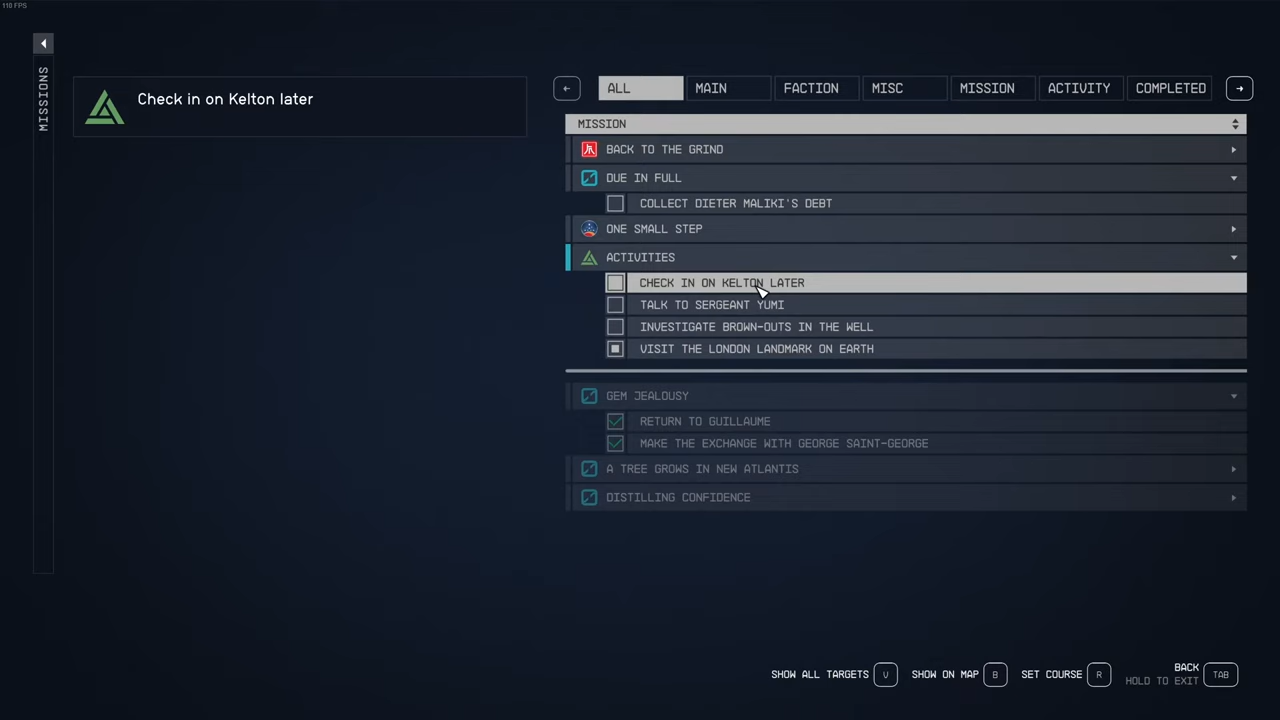 110 FPS
MISSIONS
Check in on Kelton later
ALL MAIN FACTION MISC MISSION ACTIVITY COMPLETED
MISSION
BACK TO THE GRIND
DUE IN FULL
COLLECT DIETER MALIKI'S DEBT
ONE SMALL STEP
ACTIVITIES
CHECK IN ON KELTON LATER
TALK TO SERGEANT YUMI
INVESTIGATE BROWN-OUTS IN THE WELL
VISIT THE LONDON LANDMARK ON EARTH
GEM JEALOUSY
RETURN TO GUILLAUME
MAKE THE EXCHANGE WITH GEORGE SAINT-GEORGE
A TREE GROWS IN NEW ATLANTIS
DISTILLING CONFIDENCE
SHOW ALL TARGETS V SHOW ON MAP B SET COURSE R BACK TAB
HOLD TO EXIT